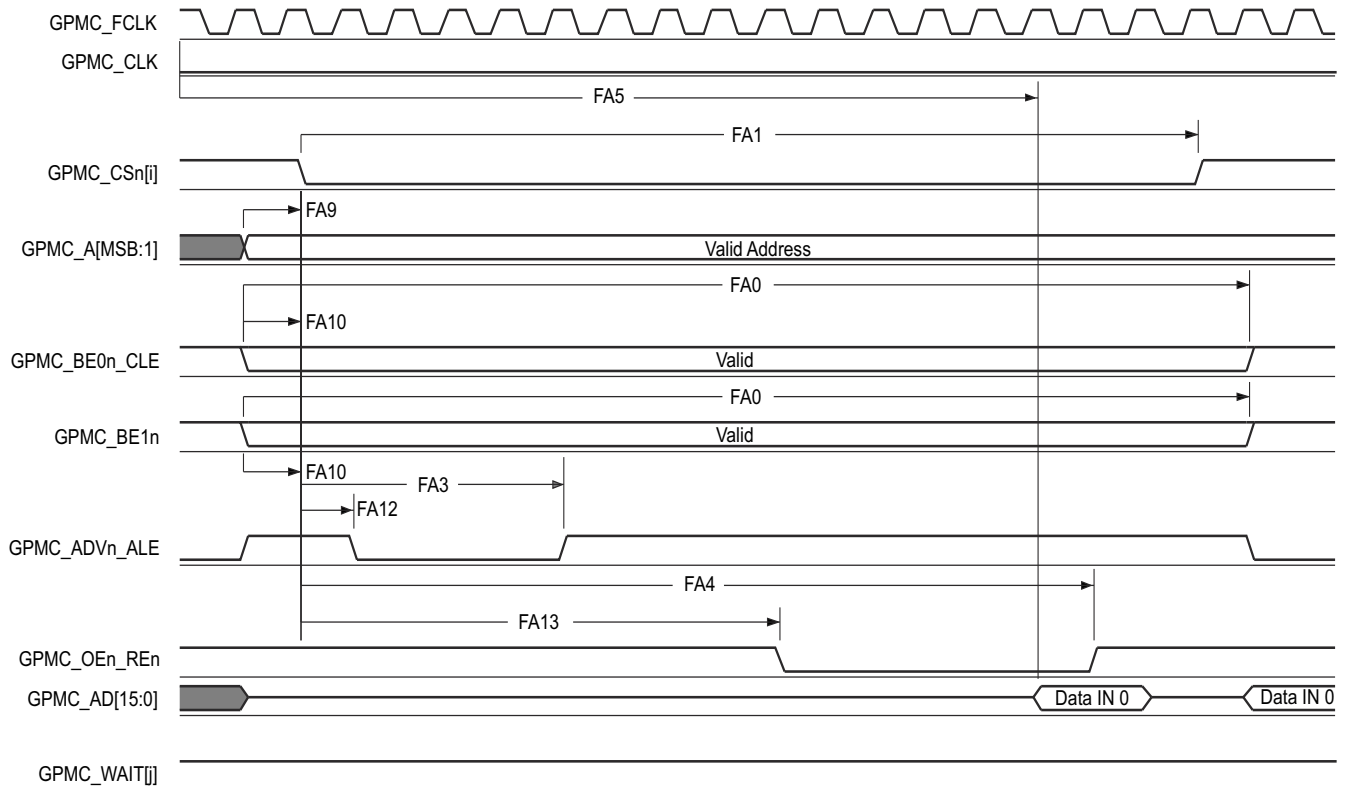 GPMC_FCLK
GPMC_CLK
FA5
FA1
GPMC_CSn[i]
FA9
GPMC_A[MSB:1] Valid Address
FA0
FA10
GPMC_BE0n_CLE Valid
FA0
GPMC_BE1n Valid
FA10
FA3
FA12
GPMC_ADVn_ALE
FA4
FA13
GPMC_OEn_REn
GPMC_AD[15:0] Data IN 0 Data IN 0
GPMC_WAIT[j]